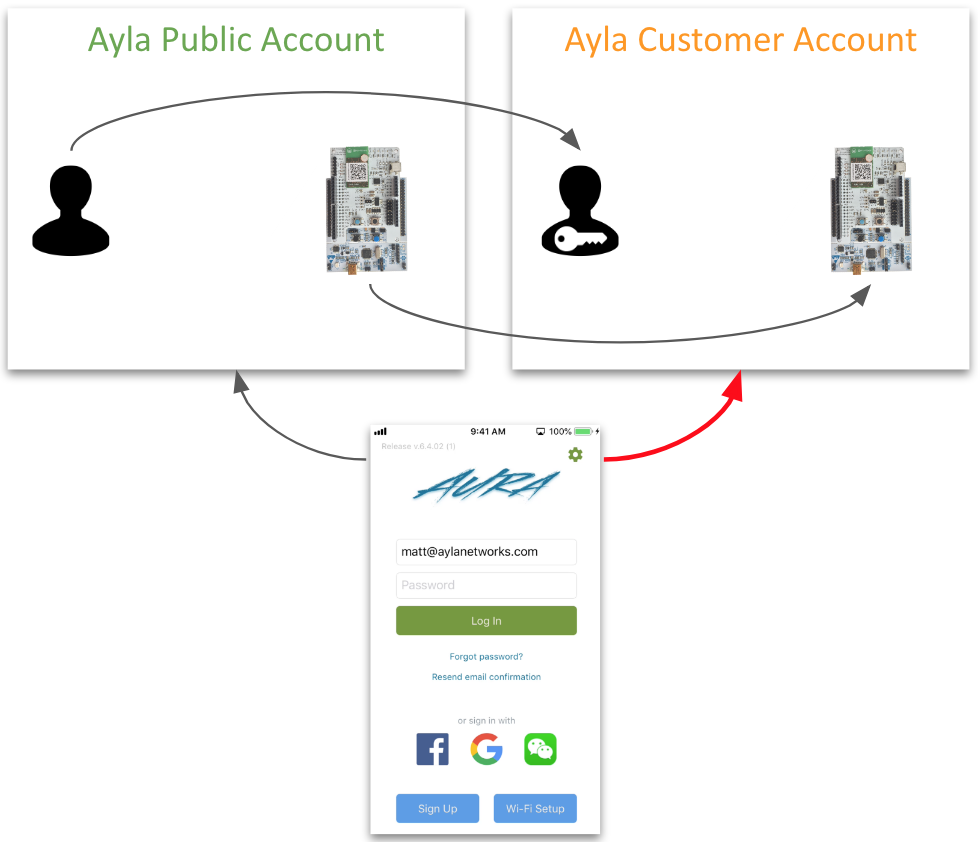 Ayla Public Account
Ayla Customer Account
9:41 AM
100%
Release v.6.4.02 (1)
AURA
matt@aylanetworks.com
Password
Log In
Forgot password?
Resend email confirmation
or sign in with
Sign Up
Wi-Fi Setup